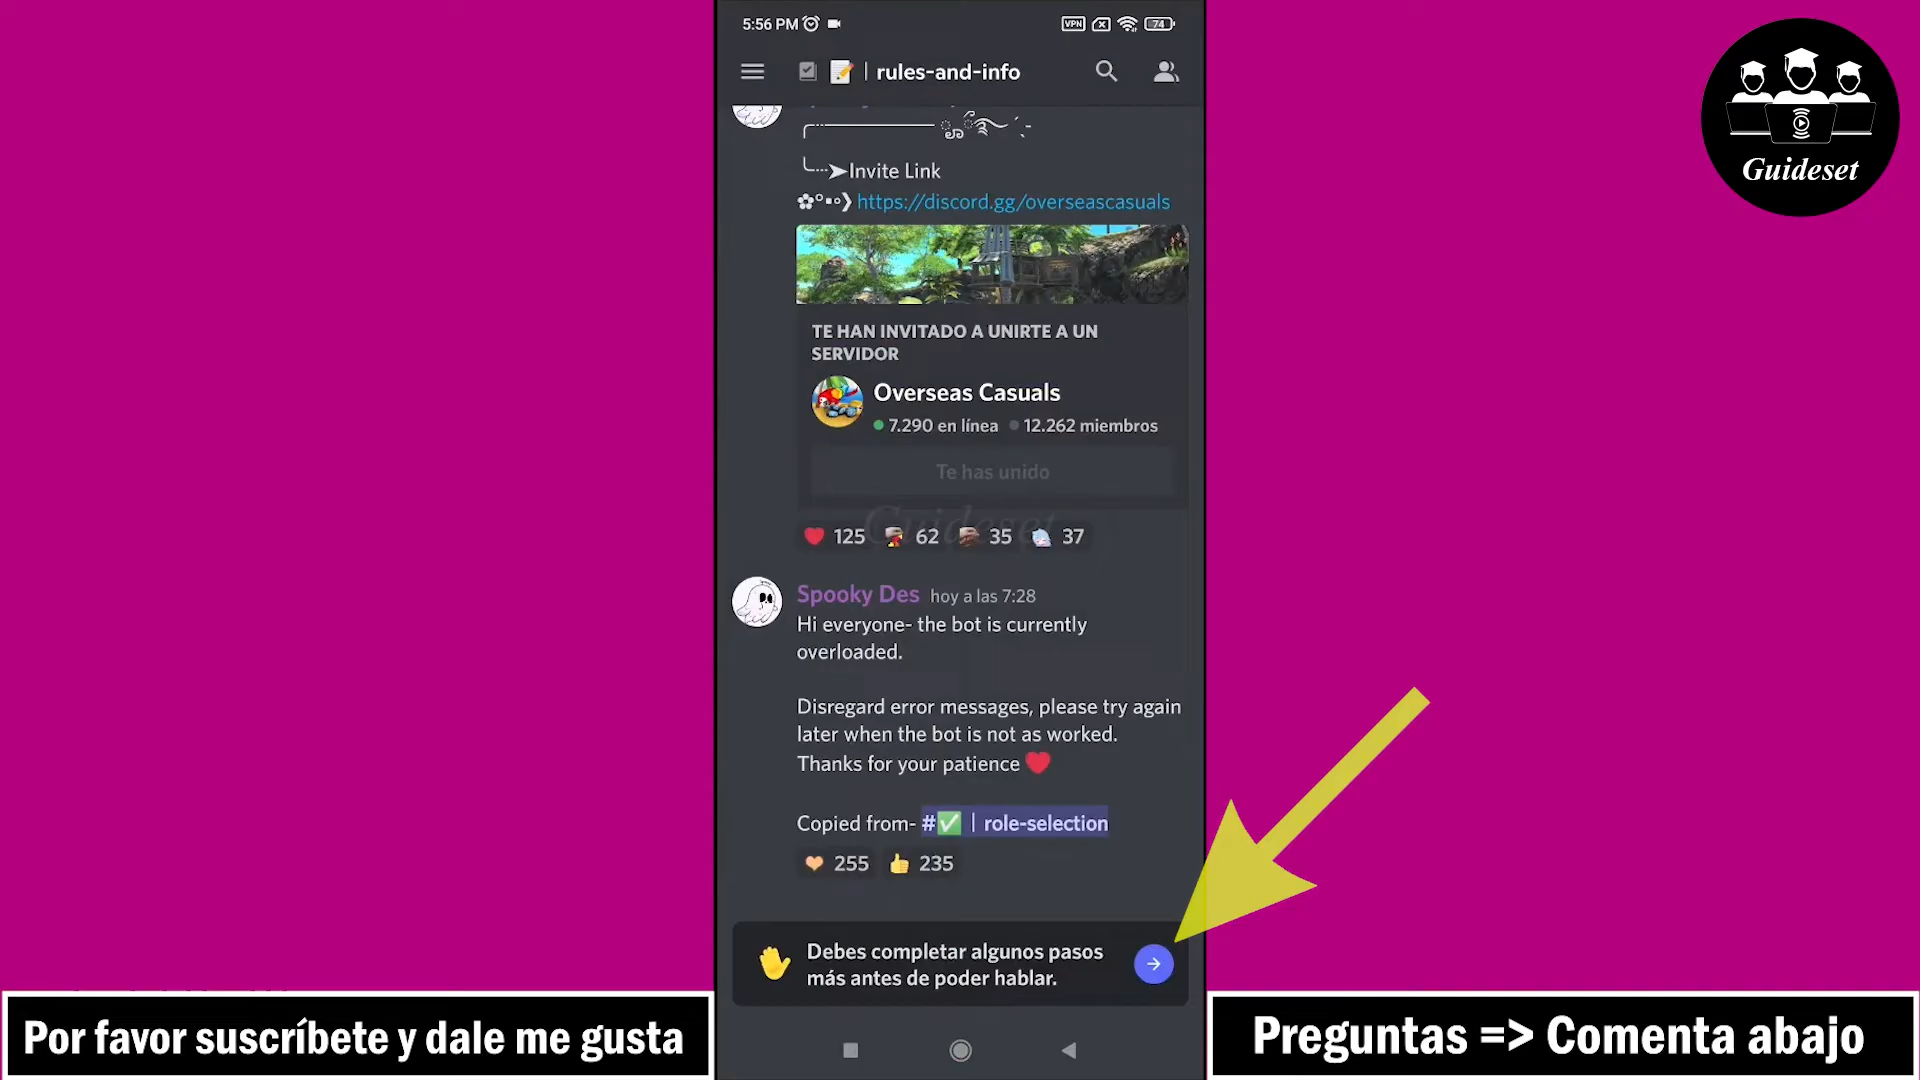 5:56 PM
VPN
74
| rules-and-info
Guideset
Invite Link
https://discord.gg/overseascasuals
TE HAN INVITADO A UNIRTE A UN
SERVIDOR
Overseas Casuals
7.290 en línea 12.262 miembros
Te has unido
Guideset
125 62 35 37
Spooky Des hoy a las 7:28
Hi everyone- the bot is currently
overloaded.
Disregard error messages, please try again
later when the bot is not as worked.
Thanks for your patience ❤️
Copied from- #✅ | role-selection
255 235
Debes completar algunos pasos
más antes de poder hablar.
Por favor suscríbete y dale me gusta
Preguntas => Comenta abajo